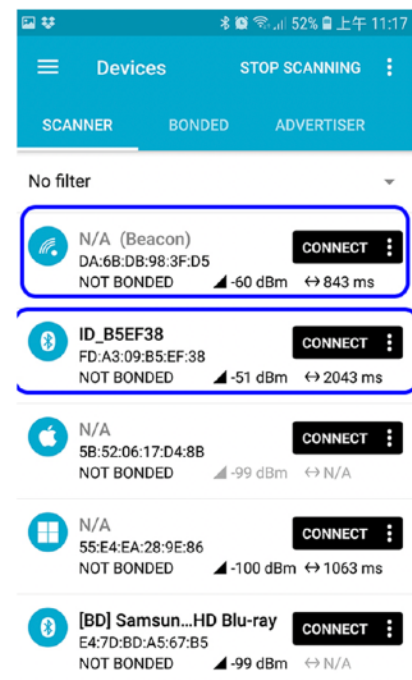 52% 上午 11:17
Devices STOP SCANNING
SCANNER BONDED ADVERTISER
No filter
N/A (Beacon)
DA:6B:DB:98:3F:D5
CONNECT
NOT BONDED -60 dBm 843 ms
ID_B5EF38
FD:A3:09:B5:EF:38
CONNECT
NOT BONDED -51 dBm 2043 ms
N/A
5B:52:06:17:D4:8B
CONNECT
NOT BONDED -99 dBm N/A
N/A
55:E4:EA:28:9E:86
CONNECT
NOT BONDED -100 dBm 1063 ms
[BD] Samsun...HD Blu-ray
E4:7D:BD:A5:67:B5
CONNECT
NOT BONDED -99 dBm N/A